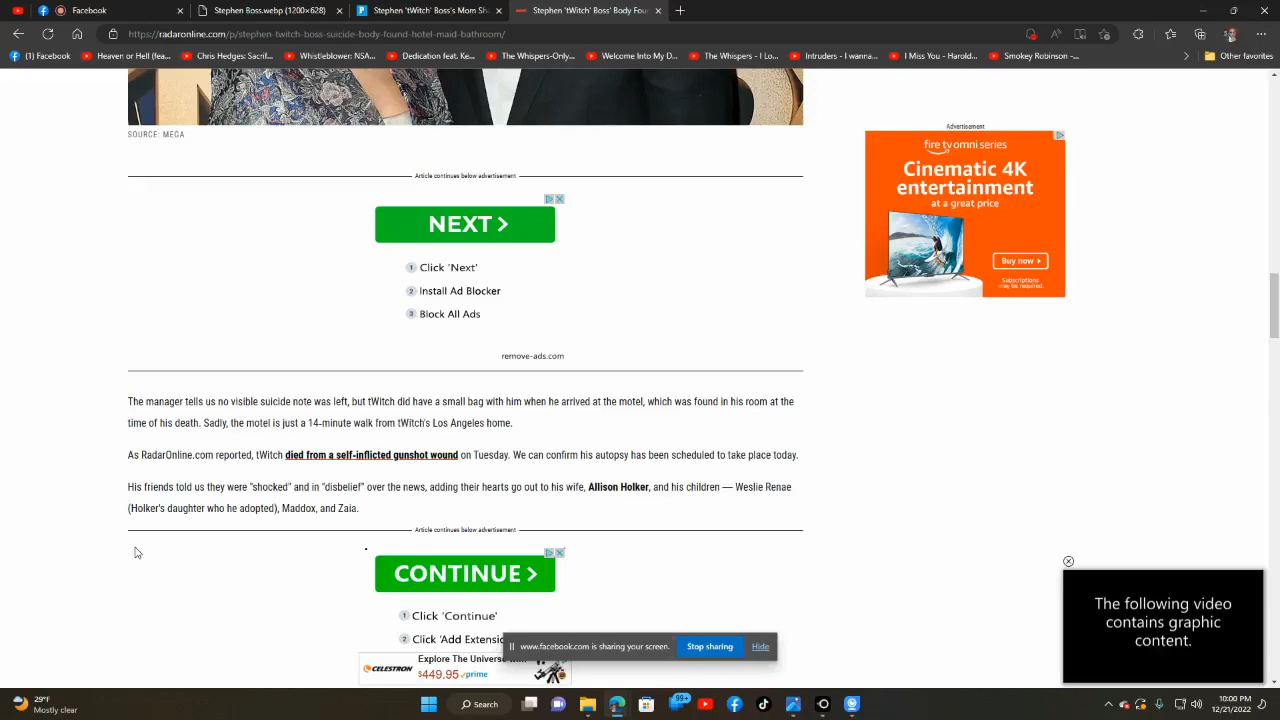 Facebook
Stephen Boss.webp (1200×628)
Stephen 'tWitch' Boss's Mom Sha
Stephen 'tWitch' Boss' Body Four
https://radaronline.com/p/stephen-twitch-boss-suicide-body-found-hotel-maid-bathroom/
(1) Facebook
Heaven or Hell (fea...
Chris Hedges: Sacrif...
Whistleblower: NSA...
Dedication feat. Ke...
The Whispers-Only...
Welcome Into My D...
The Whispers - I Lo...
Intruders - I wanna...
I Miss You - Harold...
Smokey Robinson -...
Other favorites
SOURCE: MEGA
Article continues below advertisement
NEXT >
1 Click 'Next'
2 Install Ad Blocker
3 Block All Ads
remove-ads.com
Advertisement
fire tv omni series
Cinematic 4K
entertainment
at a great price
Buy now
Subscriptions
may be required.
The manager tells us no visible suicide note was left, but tWitch did have a small bag with him when he arrived at the motel, which was found in his room at the
time of his death. Sadly, the motel is just a 14-minute walk from tWitch's Los Angeles home.
As RadarOnline.com reported, tWitch died from a self-inflicted gunshot wound on Tuesday. We can confirm his autopsy has been scheduled to take place today.
His friends told us they were "shocked" and in "disbelief" over the news, adding their hearts go out to his wife, Allison Holker, and his children — Weslie Renae
(Holker's daughter who he adopted), Maddox, and Zaia.
Article continues below advertisement
CONTINUE >
1 Click 'Continue'
2 Click 'Add Extensio
CELESTRON
Explore The Universe
$449.95 prime
www.facebook.com is sharing your screen.
Stop sharing
Hide
The following video
contains graphic
content.
29°F
Mostly clear
Search
99+
10:00 PM
12/21/2022